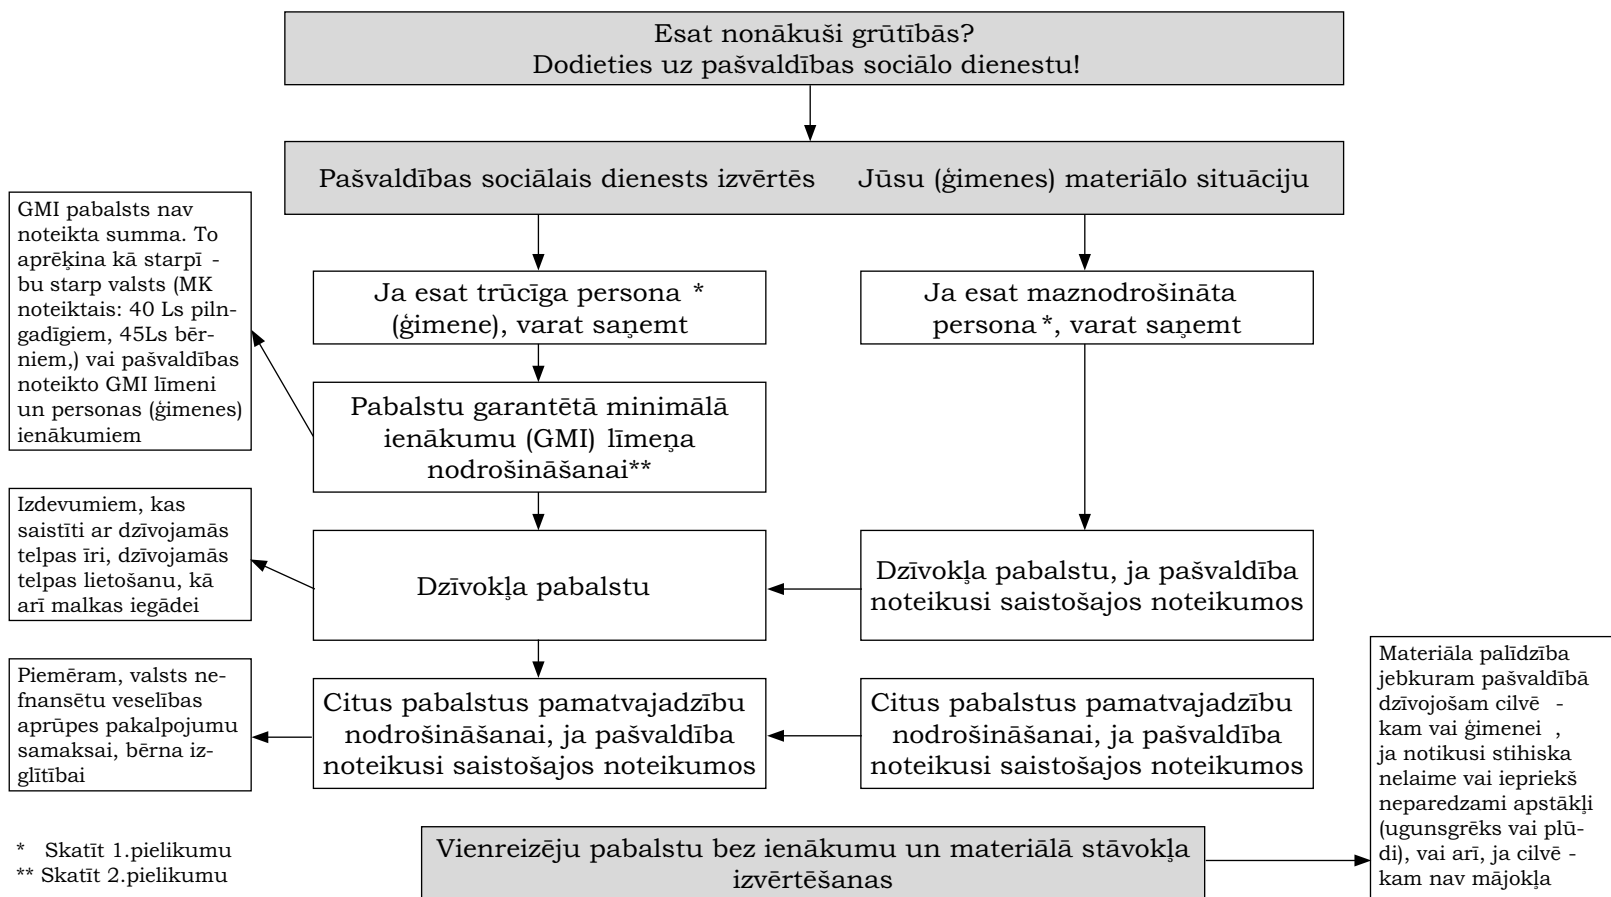 Esat nonākuši grūtībās?
Dodieties uz pašvaldības sociālo dienestu!
Pašvaldības sociālais dienests izvērtēs Jūsu (ģimenes) materiālo situāciju
GMI pabalsts nav
noteikta summa. To
aprēķina kā starpī -
bu starp valsts (MK
noteiktais: 40 Ls piln-
gadīgiem, 45Ls bēr-
niem,) vai pašvaldības
noteikto GMI līmeni
un personas (ģimenes)
ienākumiem
Ja esat trūcīga persona *
(ģimene), varat saņemt
Ja esat maznodrošināta
persona*, varat saņemt
Pabalstu garantētā minimālā
ienākumu (GMI) līmeņa
nodrošināšanai**
Izdevumiem, kas
saistīti ar dzīvojamās
telpas īri, dzīvojamās
telpas lietošanu, kā
arī malkas iegādei
Dzīvokļa pabalstu
Dzīvokļa pabalstu, ja pašvaldība
noteikusi saistošajos noteikumos
Piemēram, valsts ne-
fnansētu veselības
aprūpes pakalpojumu
samaksai, bērna iz-
glītībai
Citus pabalstus pamatvajadzību
nodrošināšanai, ja pašvaldība
noteikusi saistošajos noteikumos
Citus pabalstus pamatvajadzību
nodrošināšanai, ja pašvaldība
noteikusi saistošajos noteikumos
Materiāla palīdzība
jebkuram pašvaldībā
dzīvojošam cilvē -
kam vai ģimenei ,
ja notikusi stihiska
nelaime vai iepriekš
neparedzami apstākļi
(ugunsgrēks vai plū-
di), vai arī, ja cilvē -
kam nav mājokļa
* Skatīt 1.pielikumu
** Skatīt 2.pielikumu
Vienreizēju pabalstu bez ienākumu un materiālā stāvokļa
izvērtēšanas